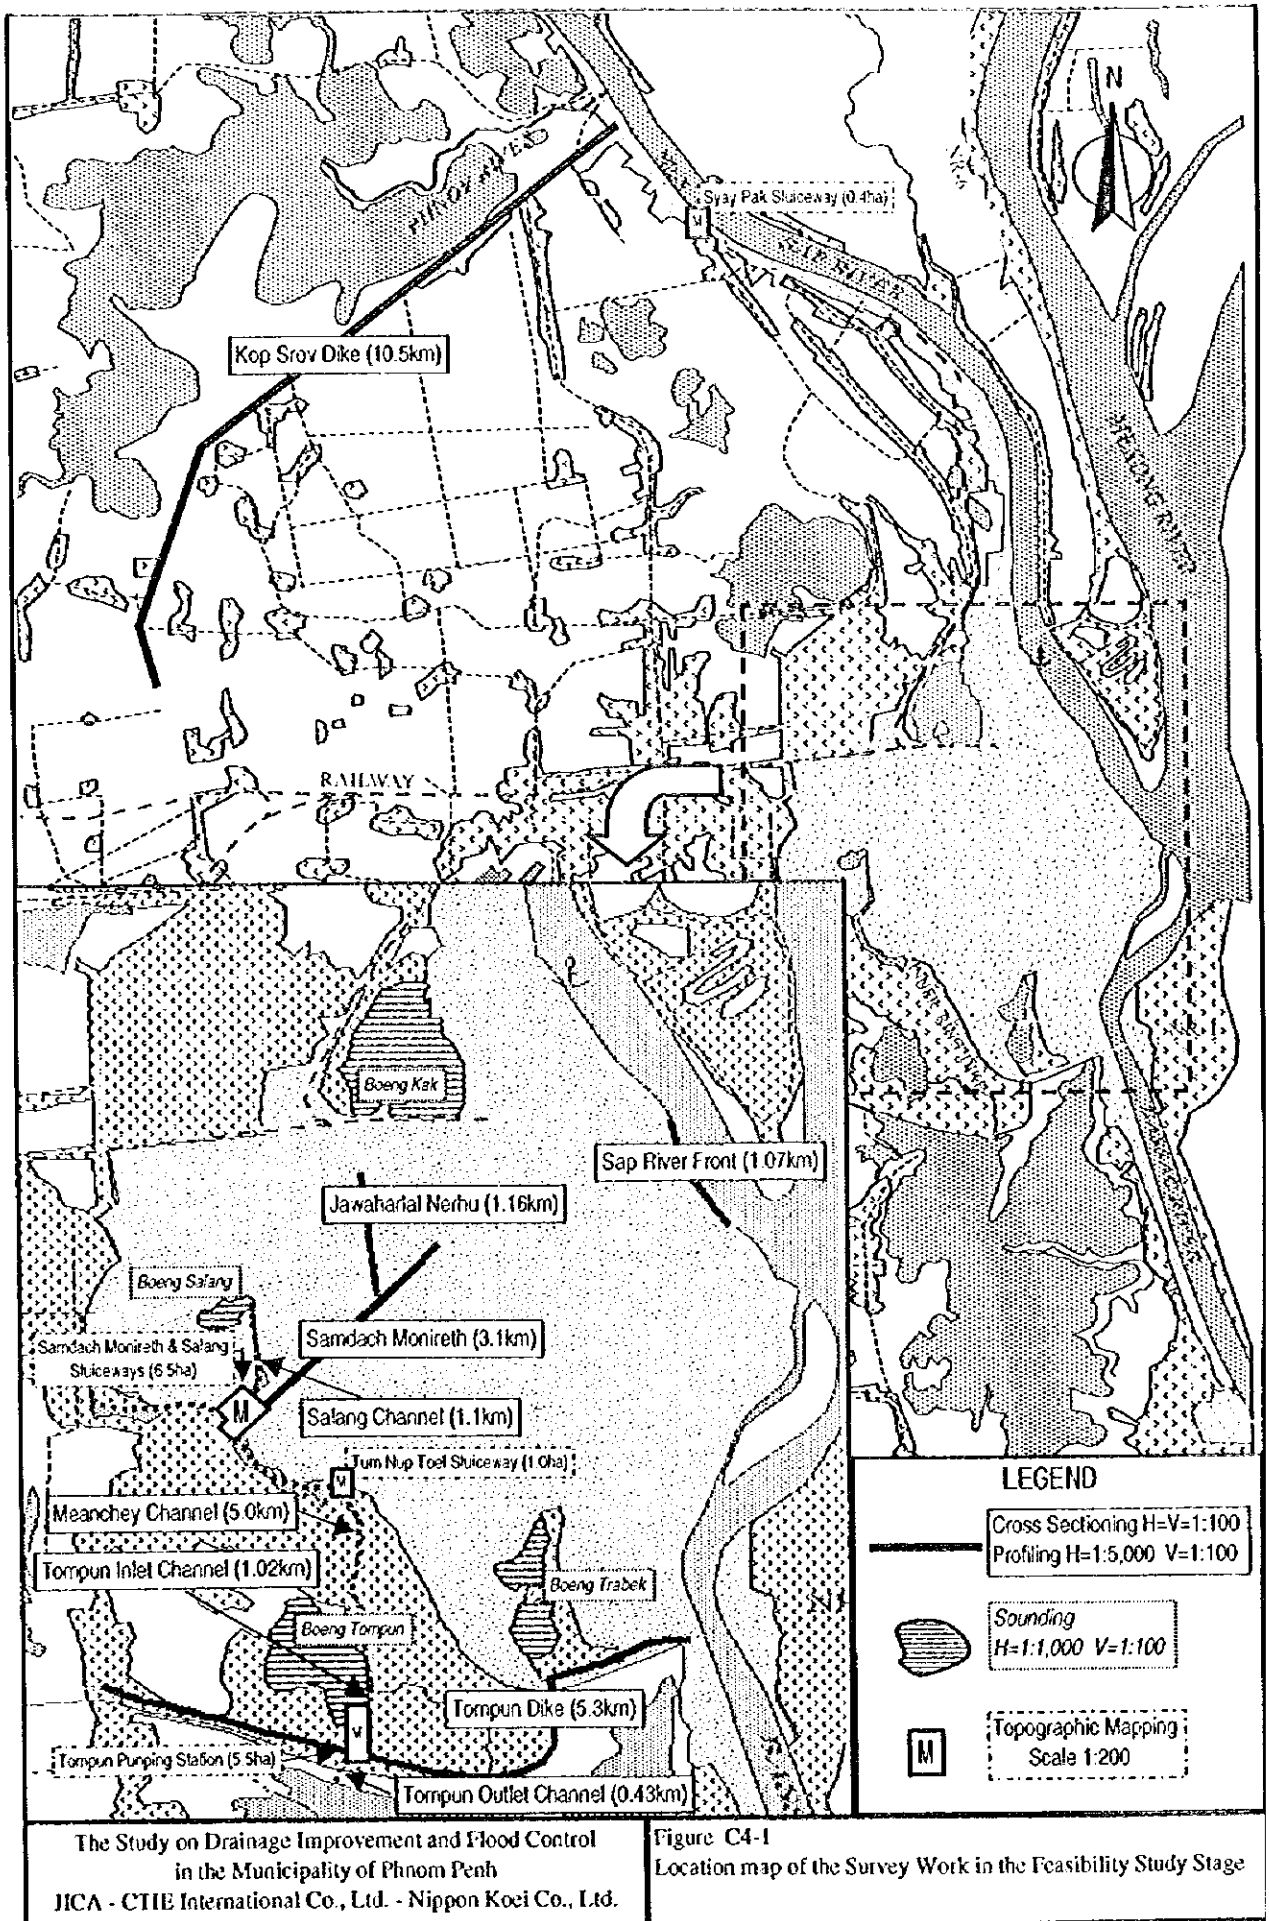 N
PHNOM
Svay Pak Sluiceway (0.4ha)
M
RIVER
Kop Srov Dike (10.5km)
MEKONG RIVER
RAILWAY
Boeng Kak
Sap River Front (1.07km)
Jawaharlal Nerhu (1.16km)
Boeng Salang
Samdach Monireth & Salang
Sluiceways (6.5ha)
Samdach Monireth (3.1km)
M
Salang Channel (1.1km)
Tum Nup Toel Sluiceway (1.0ha)
M
Meanchey Channel (5.0km)
Tompun Inlet Channel (1.02km)
Boeng Trabek
Boeng Tompun
Tompun Dike (5.3km)
Tompun Punping Station (5.5ha)
Tompun Outlet Channel (0.43km)
LEGEND
Cross Sectioning H=V=1:100
Profiling H=1:5,000 V=1:100
Sounding
H=1:1,000 V=1:100
M
Topographic Mapping
Scale 1:200
The Study on Drainage Improvement and Flood Control
in the Municipality of Phnom Penh
JICA - CTIE International Co., Ltd. - Nippon Koei Co., Ltd.
Figure C4-1
Location map of the Survey Work in the Feasibility Study Stage